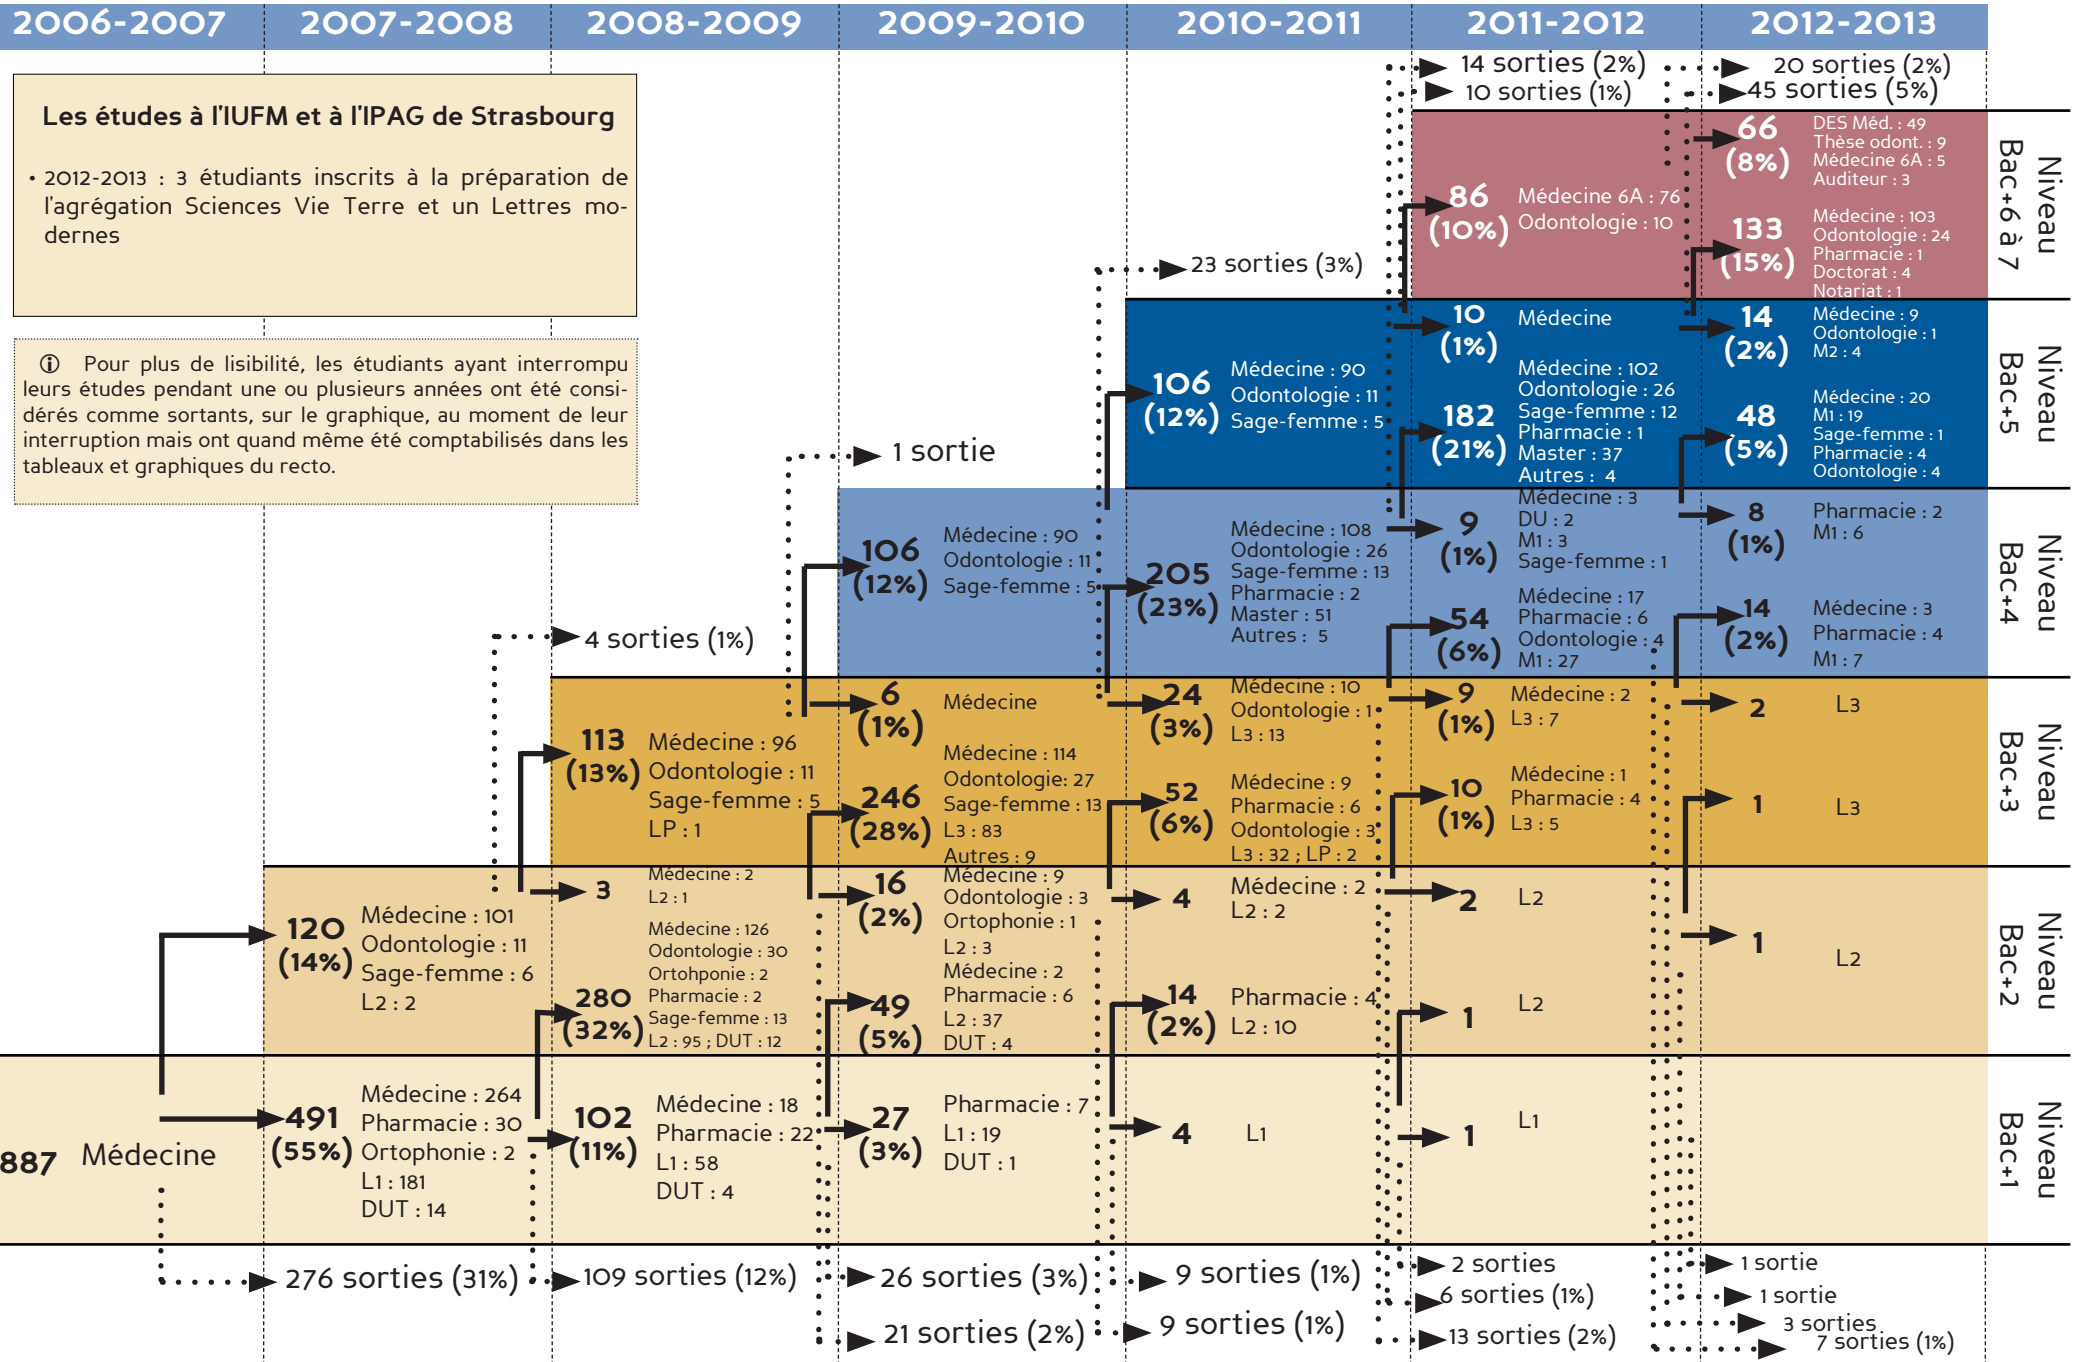 2006-2007
2007-2008
2008-2009
2009-2010
2010-2011
2011-2012
2012-2013
Les études à l'IUFM et à l'IPAG de Strasbourg
• 2012-2013 : 3 étudiants inscrits à la préparation de
l'agrégation Sciences Vie Terre et un Lettres mo-
dernes
ⓘ Pour plus de lisibilité, les étudiants ayant interrompu
leurs études pendant une ou plusieurs années ont été consi-
dérés comme sortants, sur le graphique, au moment de leur
interruption mais ont quand même été comptabilisés dans les
tableaux et graphiques du recto.
887 Médecine
276 sorties (31%)
120
(14%)
Médecine : 101
Odontologie : 11
Sage-femme : 6
L2 : 2
491
(55%)
Médecine : 264
Pharmacie : 30
Ortophonie : 2
L1 : 181
DUT : 14
4 sorties (1%)
113
(13%)
Médecine : 96
Odontologie : 11
Sage-femme : 5
LP : 1
3
Médecine : 2
L2 : 1
280
(32%)
Médecine : 126
Odontologie : 30
Ortohponie : 2
Pharmacie : 2
Sage-femme : 13
L2 : 95 ; DUT : 12
102
(11%)
Médecine : 18
Pharmacie : 22
L1 : 58
DUT : 4
109 sorties (12%)
1 sortie
106
(12%)
Médecine : 90
Odontologie : 11
Sage-femme : 5
6
(1%)
Médecine
246
(28%)
Médecine : 114
Odontologie: 27
Sage-femme : 13
L3 : 83
Autres : 9
16
(2%)
Médecine : 9
Odontologie : 3
Ortophonie : 1
L2 : 3
49
(5%)
Médecine : 2
Pharmacie : 6
L2 : 37
DUT : 4
27
(3%)
Pharmacie : 7
L1 : 19
DUT : 1
26 sorties (3%)
21 sorties (2%)
23 sorties (3%)
106
(12%)
Médecine : 90
Odontologie : 11
Sage-femme : 5
205
(23%)
Médecine : 108
Odontologie : 26
Sage-femme : 13
Pharmacie : 2
Master : 51
Autres : 5
24
(3%)
Médecine : 10
Odontologie : 1
L3 : 13
52
(6%)
Médecine : 9
Pharmacie : 6
Odontologie : 3
L3 : 32 ; LP : 2
4
Médecine : 2
L2 : 2
14
(2%)
Pharmacie : 4
L2 : 10
4
L1
9 sorties (1%)
9 sorties (1%)
14 sorties (2%)
10 sorties (1%)
86
(10%)
Médecine 6A : 76
Odontologie : 10
10
(1%)
Médecine
182
(21%)
Médecine : 102
Odontologie : 26
Sage-femme : 12
Pharmacie : 1
Master : 37
Autres : 4
9
(1%)
Médecine : 3
DU : 2
M1 : 3
Sage-femme : 1
54
(6%)
Médecine : 17
Pharmacie : 6
Odontologie : 4
M1 : 27
9
(1%)
Médecine : 2
L3 : 7
10
(1%)
Médecine : 1
Pharmacie : 4
L3 : 5
2
L2
1
L2
1
L1
2 sorties
6 sorties (1%)
13 sorties (2%)
20 sorties (2%)
45 sorties (5%)
66
(8%)
DES Méd. : 49
Thèse odont. : 9
Médecine 6A : 5
Auditeur : 3
133
(15%)
Médecine : 103
Odontologie : 24
Pharmacie : 1
Doctorat : 4
Notariat : 1
14
(2%)
Médecine : 9
Odontologie : 1
M2 : 4
48
(5%)
Médecine : 20
M1 : 19
Sage-femme : 1
Pharmacie : 4
Odontologie : 4
8
(1%)
Pharmacie : 2
M1 : 6
14
(2%)
Médecine : 3
Pharmacie : 4
M1 : 7
2
L3
1
L3
1
L2
1 sortie
1 sortie
3 sorties
7 sorties (1%)
Niveau
Bac+6 à 7
Niveau
Bac+5
Niveau
Bac+4
Niveau
Bac+3
Niveau
Bac+2
Niveau
Bac+1